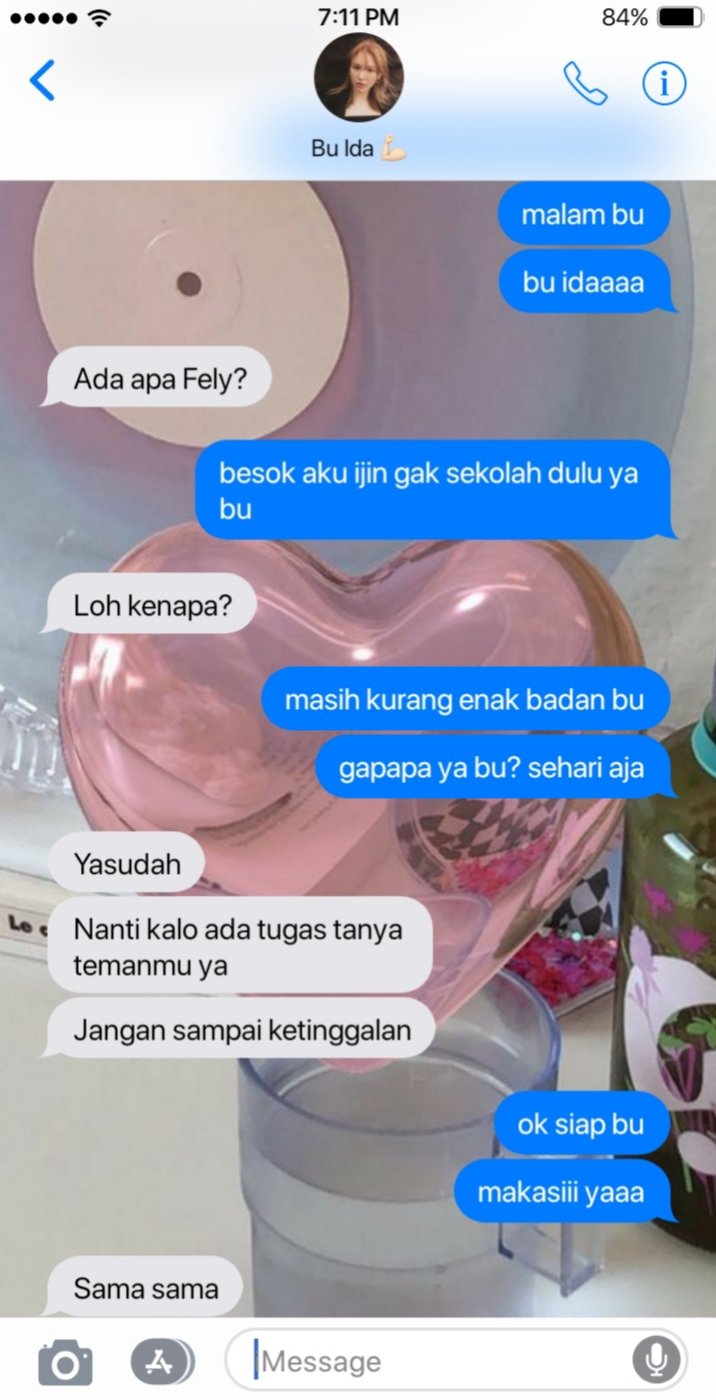 7:11 PM
84%
Bu Ida 💪🏻
malam bu
bu idaaaa
Ada apa Fely?
besok aku ijin gak sekolah dulu ya
bu
Loh kenapa?
masih kurang enak badan bu
gapapa ya bu? sehari aja
Yasudah
Nanti kalo ada tugas tanya
temanmu ya
Jangan sampai ketinggalan
ok siap bu
makasiii yaaa
Sama sama
Message